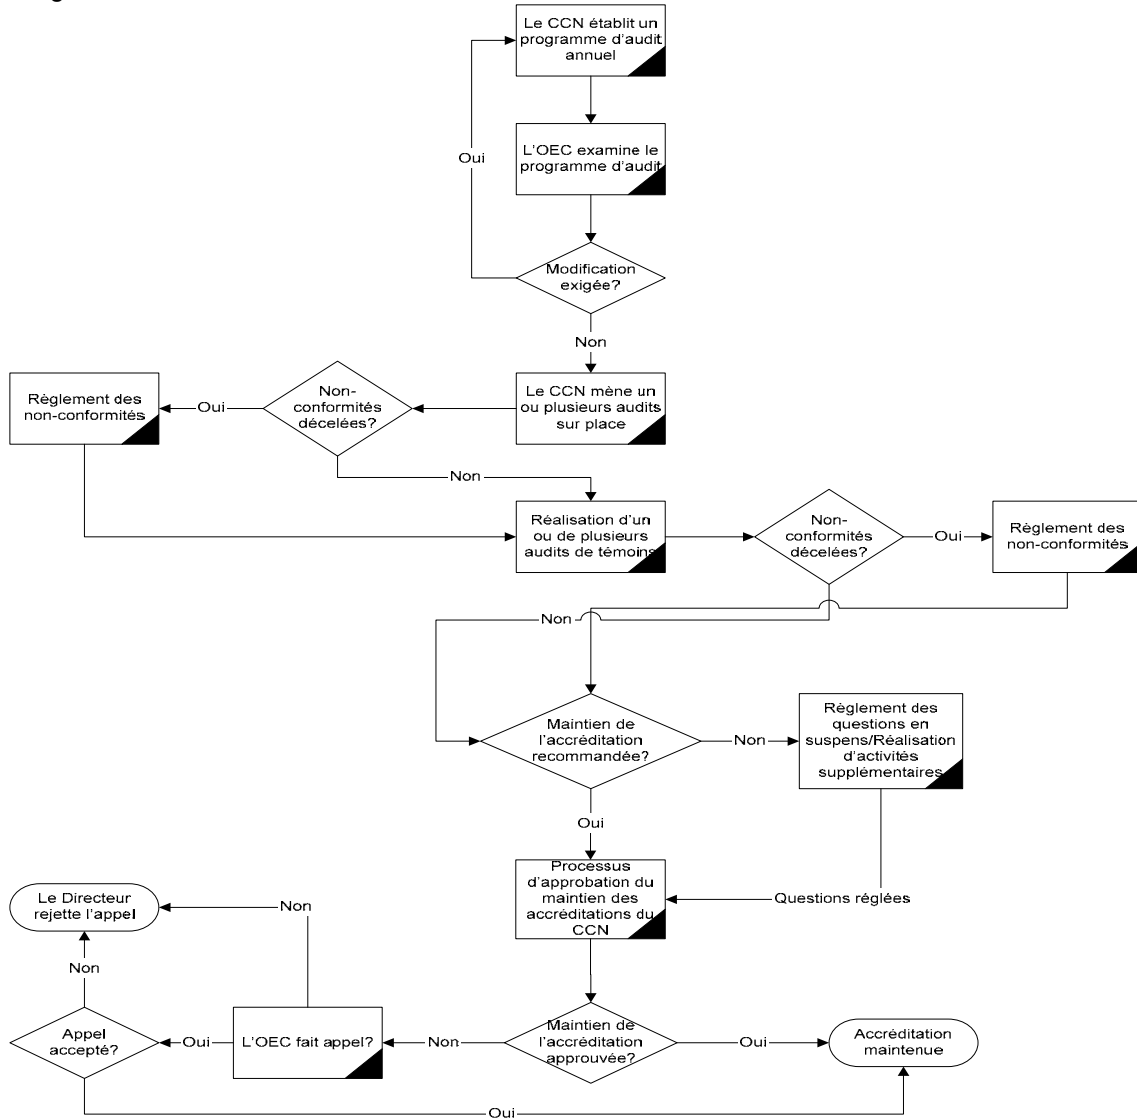 Le CCN établit un
programme d'audit
annuel
Oui
L'OEC examine le
programme d'audit
Modification
exigée?
Non
Règlement des
non-conformités
Oui
Non-
conformités
décelées?
Le CCN mène un
ou plusieurs audits
sur place
Non
Réalisation d'un
ou de plusieurs
audits de témoins
Non-
conformités
décelées?
Oui
Règlement des
non-conformités
Non
Maintien de
l'accréditation
recommandée?
Non
Règlement des
questions en
suspens/Réalisation
d'activités
supplémentaires
Oui
Processus
d'approbation du
maintien des
accréditations du
CCN
Questions réglées
Le Directeur
rejette l'appel
Non
Non
Appel
accepté?
Oui
L'OEC fait appel?
Non
Maintien de
l'accréditation
approuvée?
Oui
Accréditation
maintenue
Oui